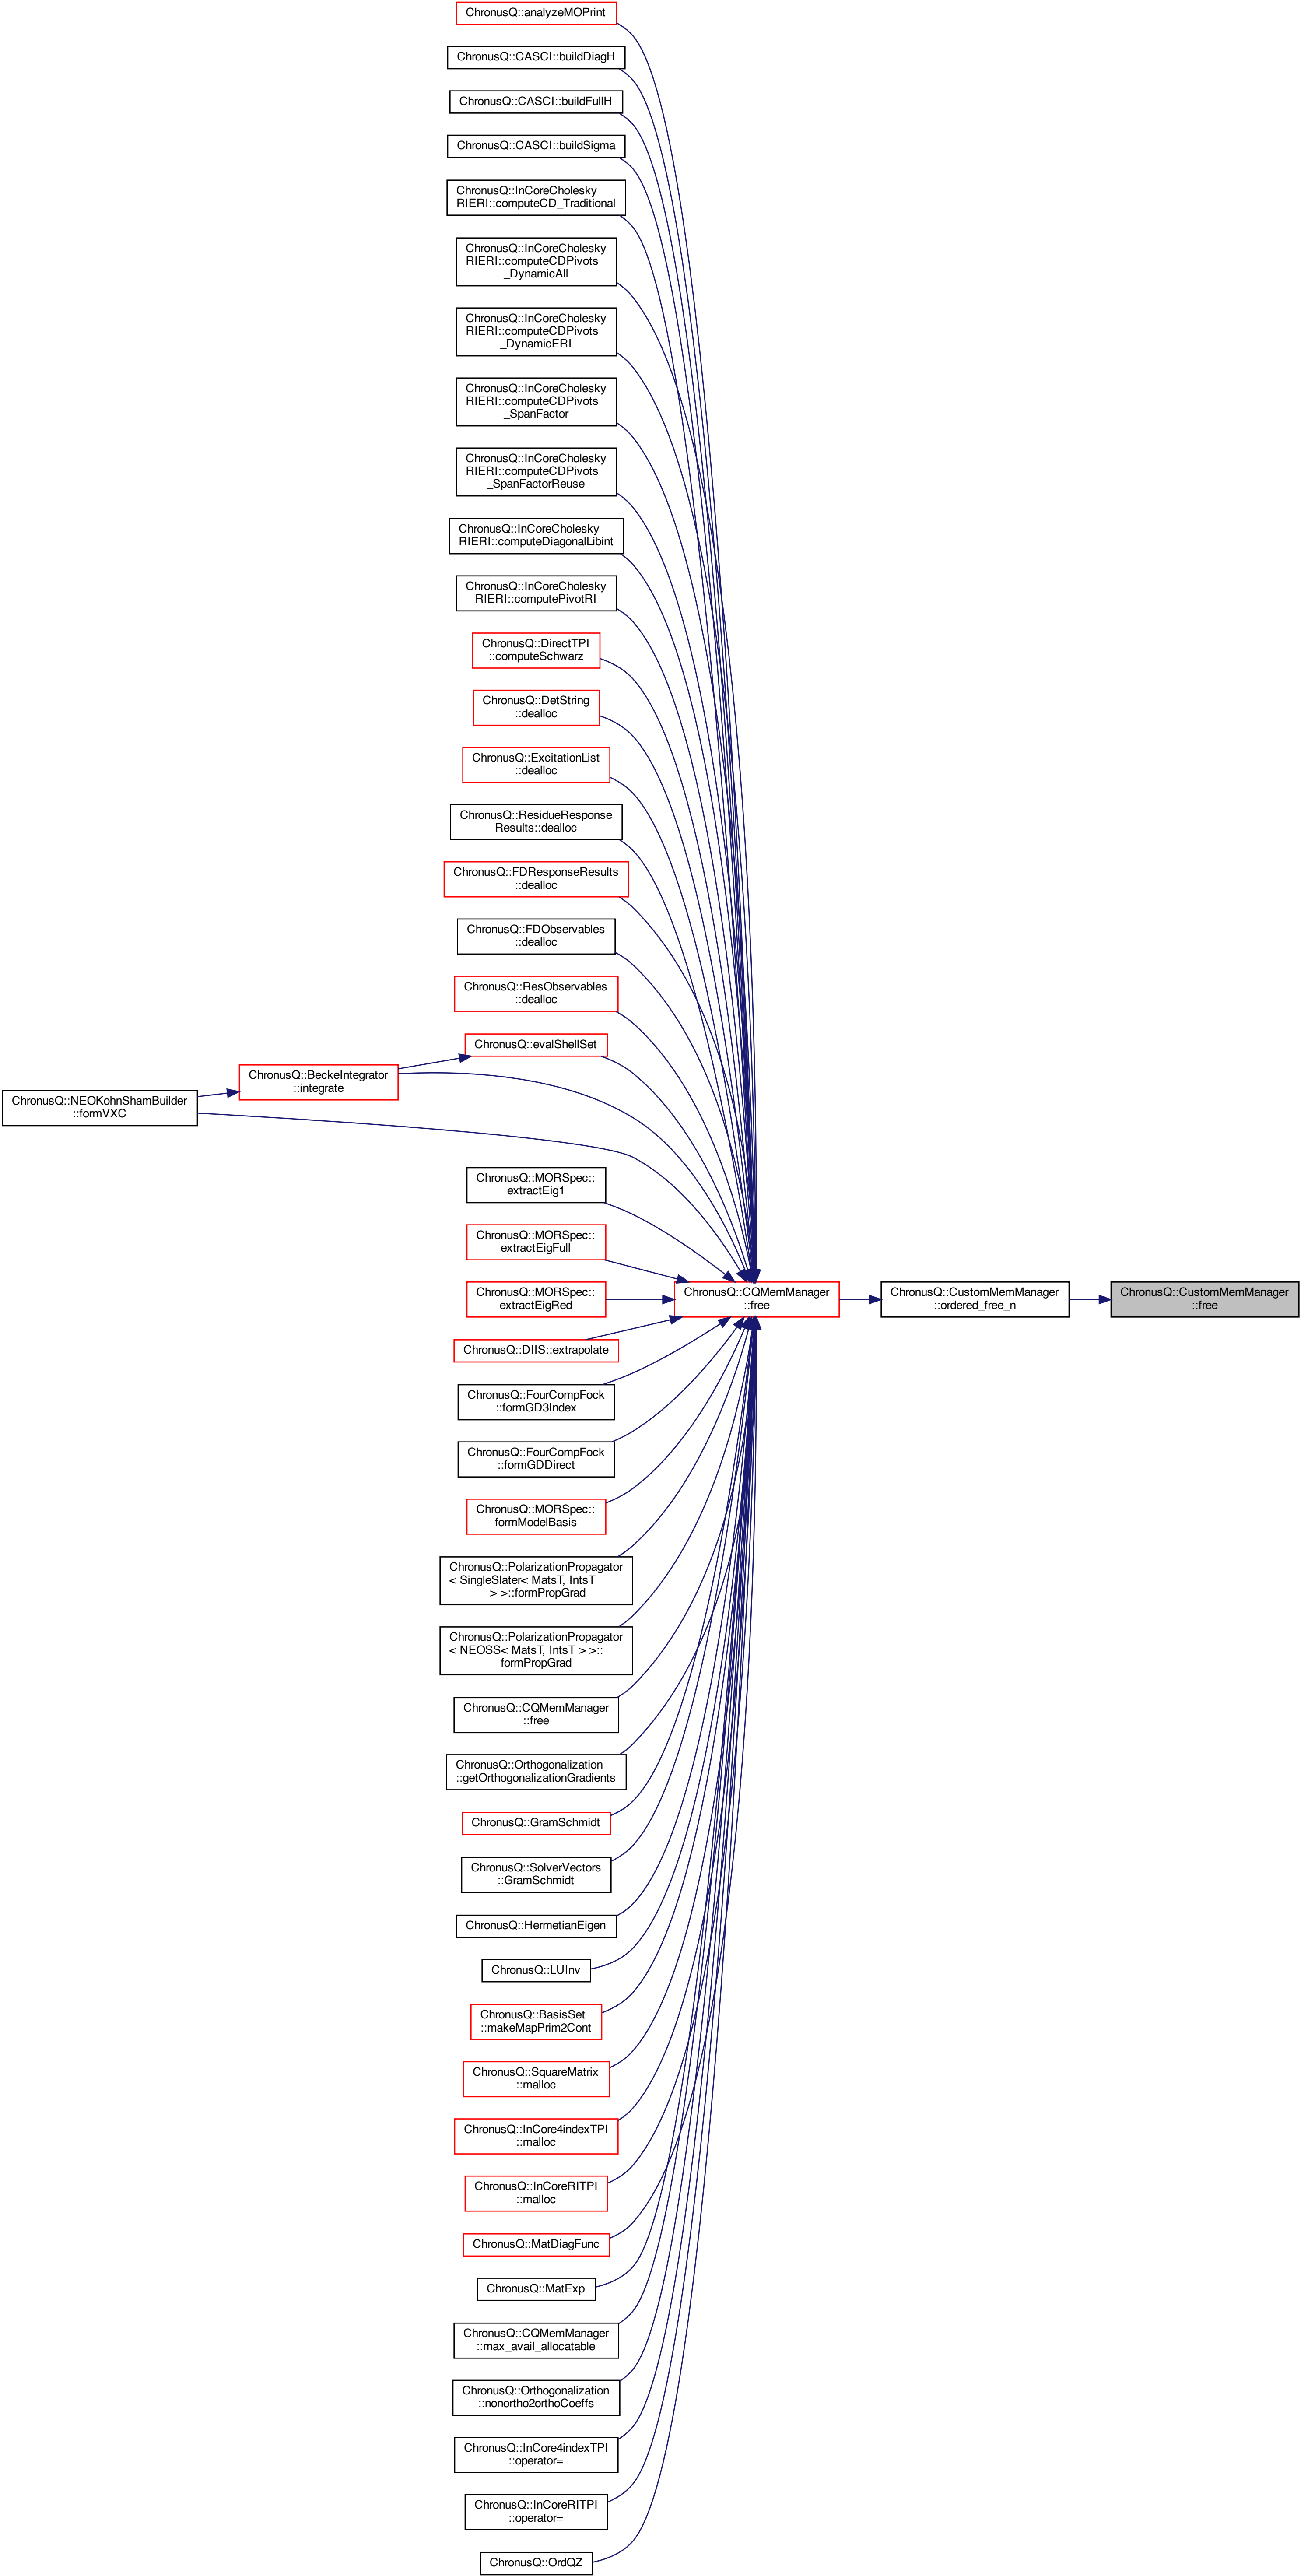 ChronusQ::analyzeMOPrint
ChronusQ::CASCI::buildDiagH
ChronusQ::CASCI::buildFullH
ChronusQ::CASCI::buildSigma
ChronusQ::InCoreCholesky
RIERI::computeCD_Traditional
ChronusQ::InCoreCholesky
RIERI::computeCDPivots
_DynamicAll
ChronusQ::InCoreCholesky
RIERI::computeCDPivots
_DynamicERI
ChronusQ::InCoreCholesky
RIERI::computeCDPivots
_SpanFactor
ChronusQ::InCoreCholesky
RIERI::computeCDPivots
_SpanFactorReuse
ChronusQ::InCoreCholesky
RIERI::computeDiagonalLibint
ChronusQ::InCoreCholesky
RIERI::computePivotRI
ChronusQ::DirectTPI
::computeSchwarz
ChronusQ::DetString
::dealloc
ChronusQ::ExcitationList
::dealloc
ChronusQ::ResidueResponse
Results::dealloc
ChronusQ::FDResponseResults
::dealloc
ChronusQ::FDObservables
::dealloc
ChronusQ::ResObservables
::dealloc
ChronusQ::evalShellSet
ChronusQ::BeckeIntegrator
::integrate
ChronusQ::NEOKohnShamBuilder
::formVXC
ChronusQ::MORSpec::
extractEig1
ChronusQ::MORSpec::
extractEigFull
ChronusQ::MORSpec::
extractEigRed
ChronusQ::CQMemManager
::free
ChronusQ::CustomMemManager
::ordered_free_n
ChronusQ::CustomMemManager
::free
ChronusQ::DIIS::extrapolate
ChronusQ::FourCompFock
::formGD3Index
ChronusQ::FourCompFock
::formGDDirect
ChronusQ::MORSpec::
formModelBasis
ChronusQ::PolarizationPropagator
< SingleSlater< MatsT, IntsT
> >::formPropGrad
ChronusQ::PolarizationPropagator
< NEOSS< MatsT, IntsT > >::
formPropGrad
ChronusQ::CQMemManager
::free
ChronusQ::Orthogonalization
::getOrthogonalizationGradients
ChronusQ::GramSchmidt
ChronusQ::SolverVectors
::GramSchmidt
ChronusQ::HermetianEigen
ChronusQ::LUInv
ChronusQ::BasisSet
::makeMapPrim2Cont
ChronusQ::SquareMatrix
::malloc
ChronusQ::InCore4indexTPI
::malloc
ChronusQ::InCoreRITPI
::malloc
ChronusQ::MatDiagFunc
ChronusQ::MatExp
ChronusQ::CQMemManager
::max_avail_allocatable
ChronusQ::Orthogonalization
::nonortho2orthoCoeffs
ChronusQ::InCore4indexTPI
::operator=
ChronusQ::InCoreRITPI
::operator=
ChronusQ::OrdQZ